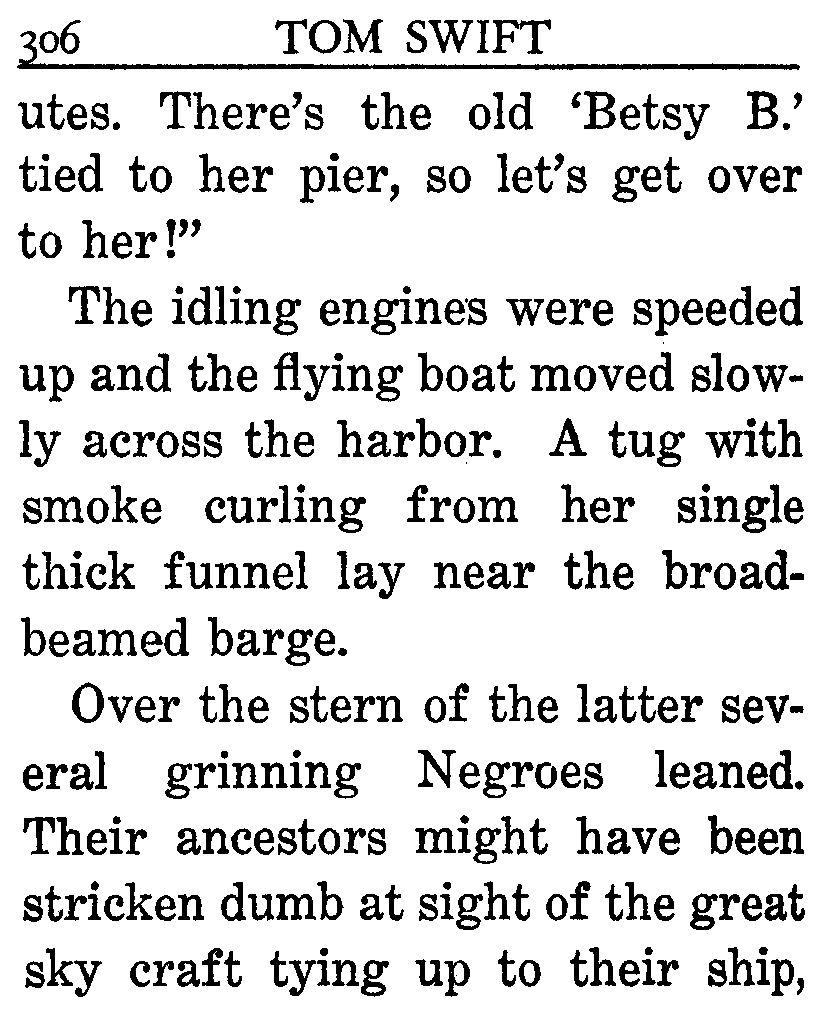 306 TOM SWIFT
utes. There's the old ‘Betsy B.’
tied to her pier, so let's get over
to her!”
The idling engines were speeded
up and the flying boat moved slow-
ly across the harbor. A tug with
smoke curling from her single
thick funnel lay near the broad-
beamed barge.
Over the stern of the latter sev-
eral grinning Negroes leaned.
Their ancestors might have been
stricken dumb at sight of the great
sky craft tying up to their ship,